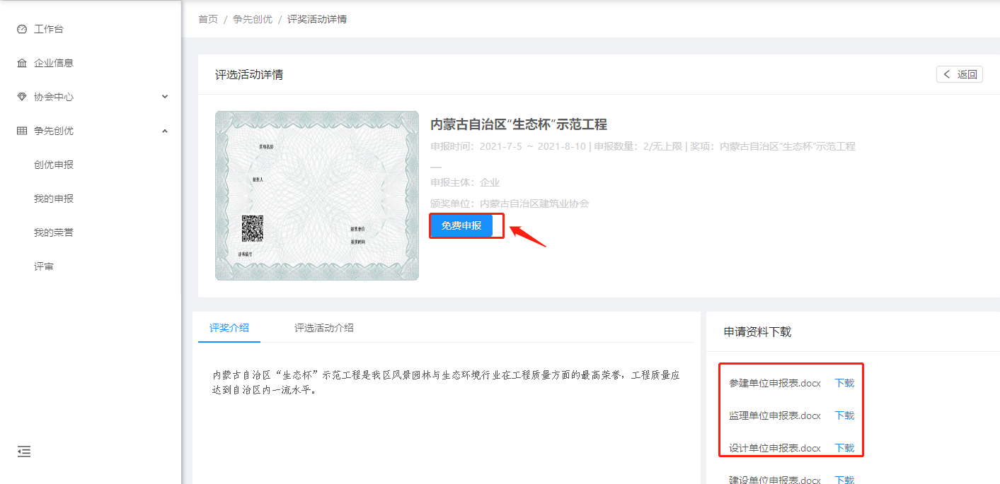 首页 / 争先创优 / 评奖活动详情
工作台
企业信息
协会中心
争先创优
创优申报
我的申报
我的荣誉
评审
评选活动详情
返回
奖项名称
获奖人
颁奖单位
获奖时间
证书编号
内蒙古自治区“生态杯”示范工程
申报时间：2021-7-5 ~ 2021-8-10 | 申报数量：2/无上限 | 奖项：内蒙古自治区“生态杯”示范工程
申报主体：企业
颁奖单位：内蒙古自治区建筑业协会
免费申报
评奖介绍 评选活动介绍
内蒙古自治区“生态杯”示范工程是我区风景园林与生态环境行业在工程质量方面的最高荣誉，工程质量应
达到自治区内一流水平。
申请资料下载
参建单位申报表.docx 下载
监理单位申报表.docx 下载
设计单位申报表.docx 下载
建设单位申报表.docx 下载